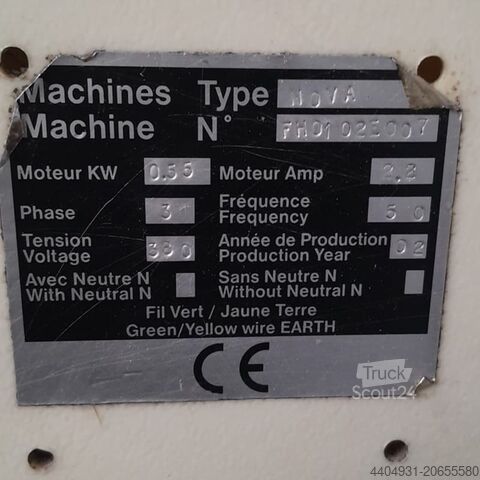 Machines Type NOVA
Machine N°
Moteur KW 0.55 Moteur Amp 2,2
Phase 3 Fréquence 50
Frequency
Tension 380 Année de Production 02
Voltage Production Year
Avec Neutre N Sans Neutre N
With Neutral N Without Neutral N
Fil Vert / Jaune Terre
Green/Yellow wire EARTH
CE
Truck
Scout24
4404931-20655580